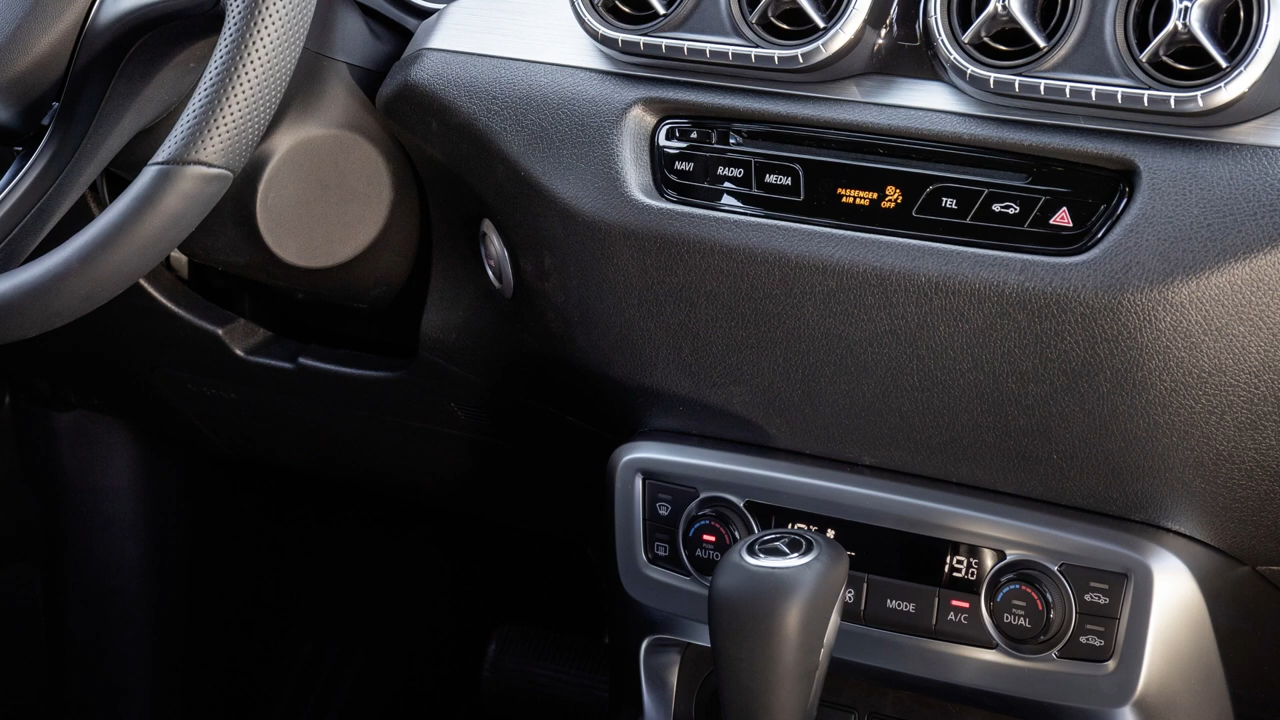 NAVI
RADIO
MEDIA
PASSENGER
AIR BAG
OFF
TEL
PUSH
AUTO
°C
19.0
°C
MODE
A/C
PUSH
DUAL